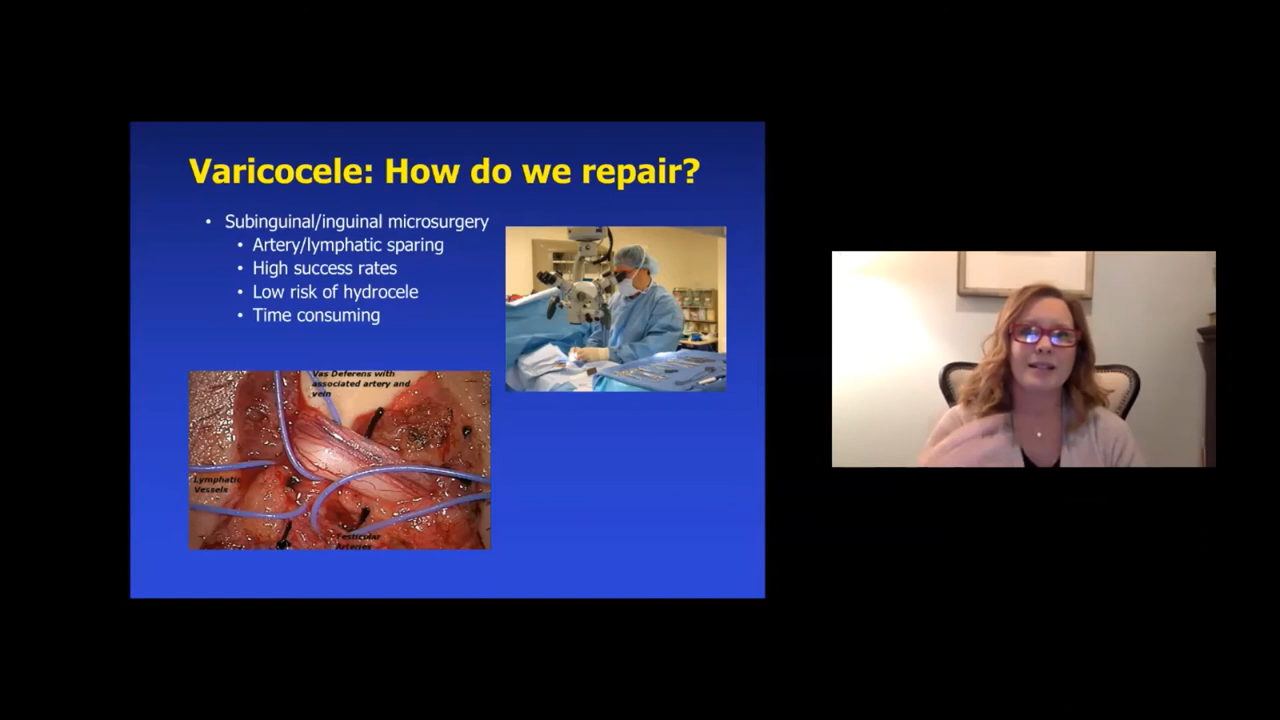 Varicocele: How do we repair?
• Subinguinal/inguinal microsurgery
• Artery/lymphatic sparing
• High success rates
• Low risk of hydrocele
• Time consuming
Vas Deferens with
associated artery and
vein
Lymphatic
Vessels
Testicular
Arteries